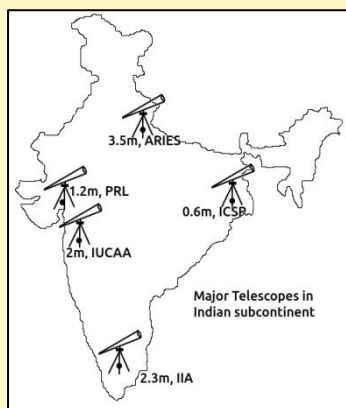 3.5m, ARIES
1.2m, PRL
0.6m, ICSP
2m, IUCAA
Major Telescopes in
Indian subcontinent
2.3m, IIA